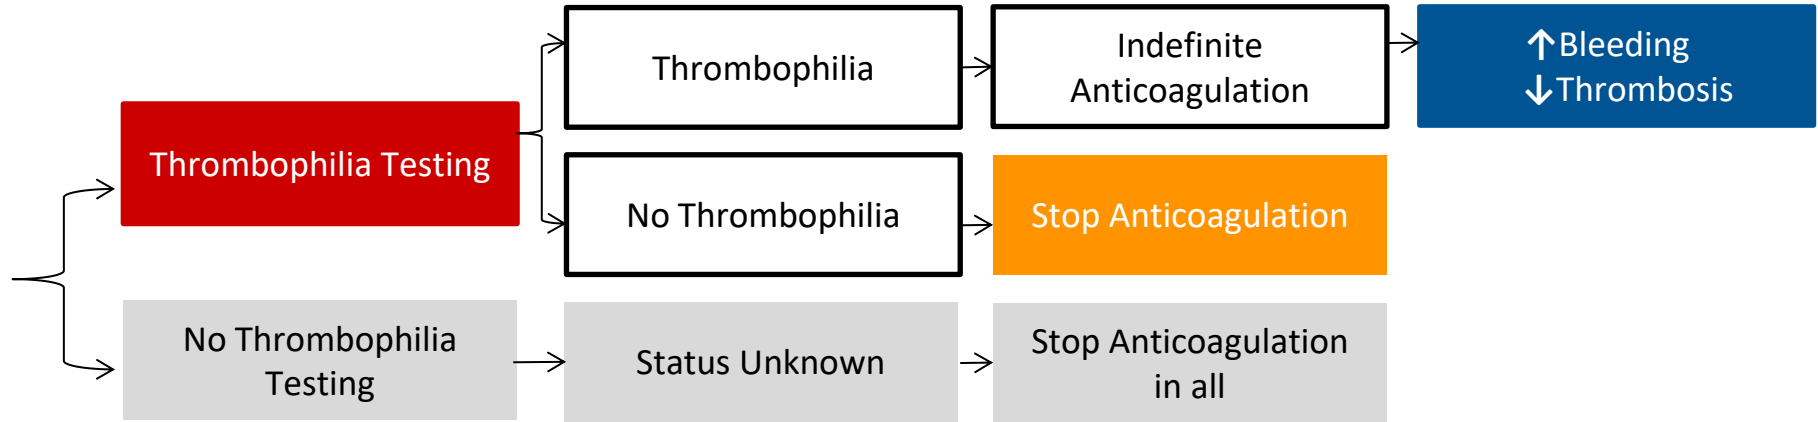 Thrombophilia Testing
Thrombophilia
Indefinite
Anticoagulation
↑Bleeding
↓Thrombosis
No Thrombophilia
Stop Anticoagulation
No Thrombophilia
Testing
Status Unknown
Stop Anticoagulation
in all